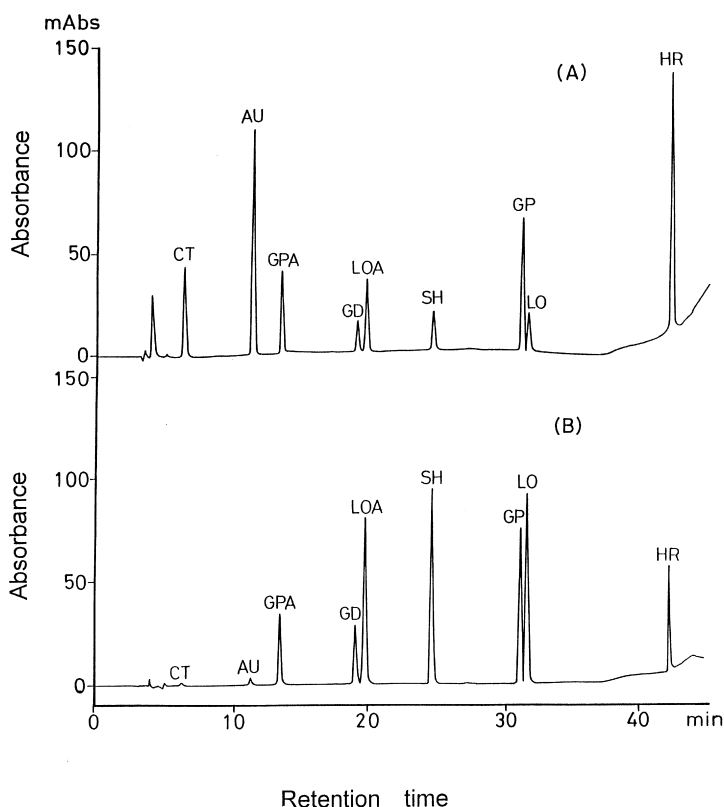 mAbs
150
(A)
HR
AU
100
Absorbance
GP
50
CT
GPA
LOA
GD
SH
LO
0
150
(B)
100
SH
LO
LOA
GP
Absorbance
HR
50
GPA
GD
CT
AU
0
0 10 20 30 40 min
Retention time